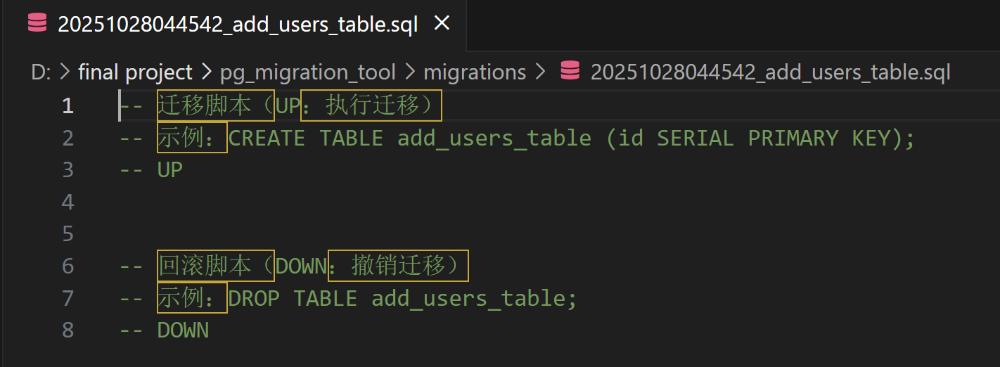 20251028044542_add_users_table.sql ×
D: > final project > pg_migration_tool > migrations > 20251028044542_add_users_table.sql
1 -- 迁移脚本（UP：执行迁移）
2 -- 示例：CREATE TABLE add_users_table (id SERIAL PRIMARY KEY);
3 -- UP
4
5
6 -- 回滚脚本（DOWN：撤销迁移）
7 -- 示例：DROP TABLE add_users_table;
8 -- DOWN